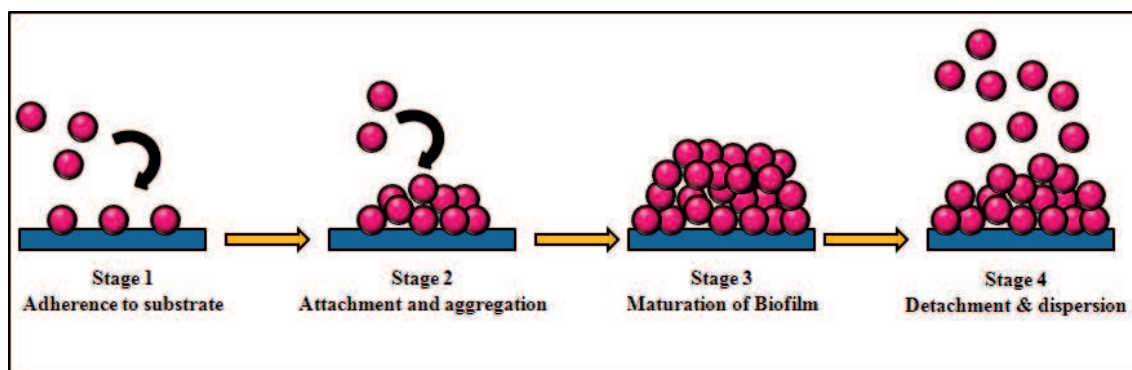 Stage 1
Adherence to substrate
Stage 2
Attachment and aggregation
Stage 3
Maturation of Biofilm
Stage 4
Detachment & dispersion